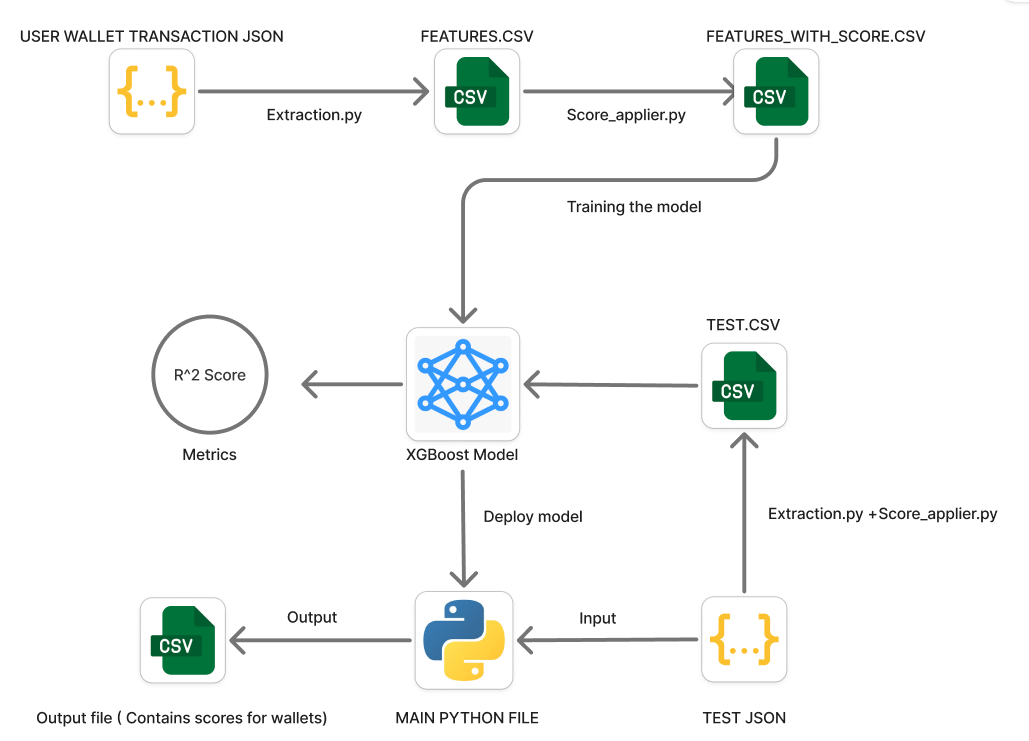 USER WALLET TRANSACTION JSON
FEATURES.CSV
FEATURES_WITH_SCORE.CSV
{...}
CSV
CSV
Extraction.py
Score_applier.py
Training the model
TEST.CSV
R^2 Score
CSV
Metrics
XGBoost Model
Deploy model
Extraction.py +Score_applier.py
Output
Input
CSV
{...}
Output file ( Contains scores for wallets)
MAIN PYTHON FILE
TEST JSON